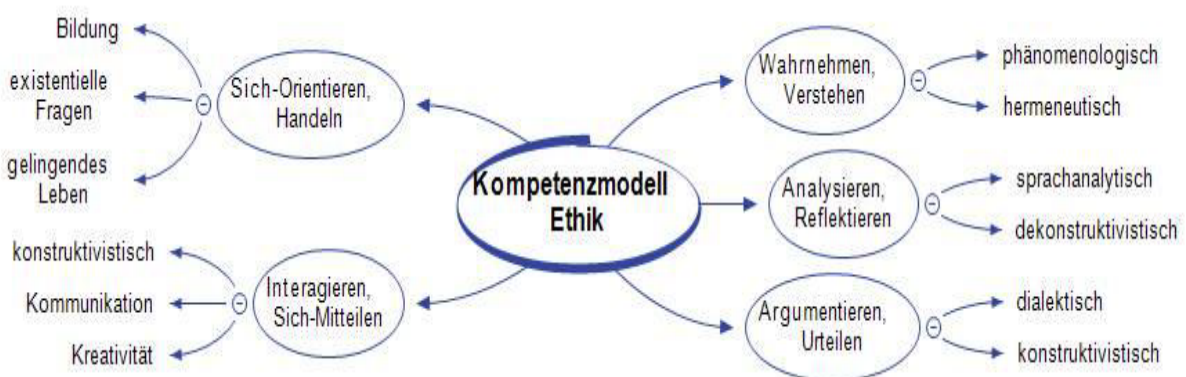 Kompetenzmodell
Ethik
Wahrnehmen,
Verstehen
phänomenologisch
hermeneutisch
Analysieren,
Reflektieren
sprachanalytisch
dekonstruktivistisch
Argumentieren,
Urteilen
dialektisch
konstruktivistisch
Interagieren,
Sich-Mitteilen
konstruktivistisch
Kommunikation
Kreativität
Sich-Orientieren,
Handeln
Bildung
existentielle
Fragen
gelingendes
Leben